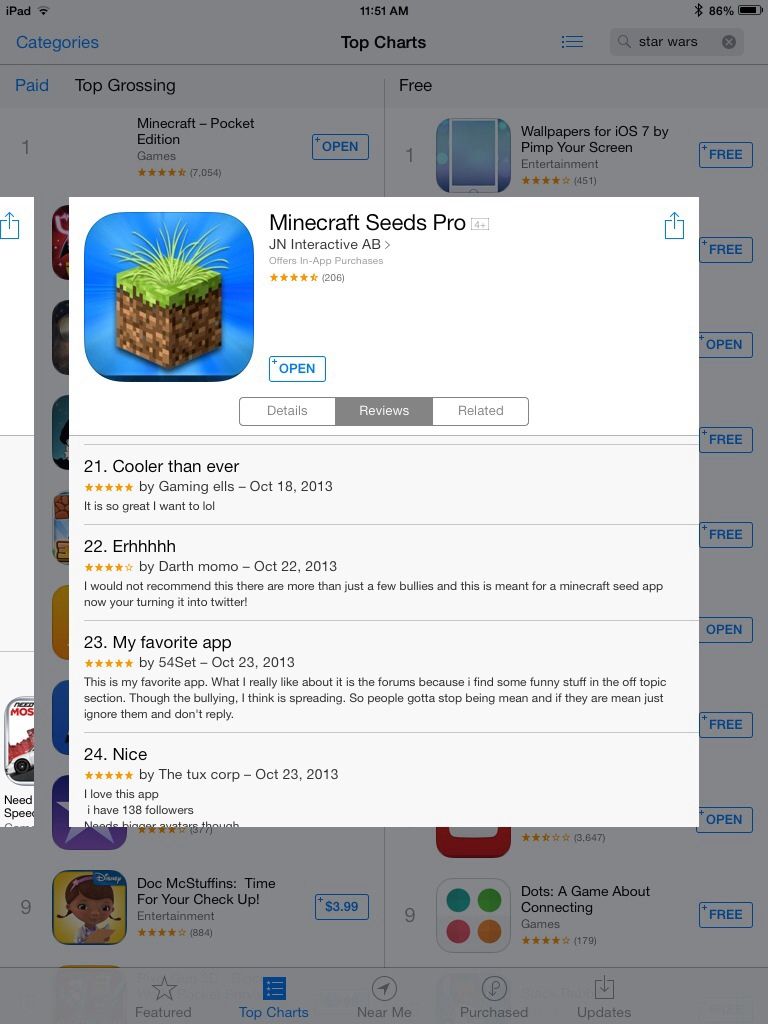 iPad
11:51 AM
86%
Categories
Top Charts
star wars
Paid
Top Grossing
Free
1
Minecraft – Pocket
Edition
Games
(7,054)
OPEN
1
Wallpapers for iOS 7 by
Pimp Your Screen
Entertainment
(451)
FREE
Minecraft Seeds Pro 4+
JN Interactive AB >
Offers In-App Purchases
(206)
OPEN
Details
Reviews
Related
FREE
OPEN
FREE
FREE
OPEN
FREE
OPEN
21. Cooler than ever
by Gaming ells – Oct 18, 2013
It is so great I want to lol
22. Erhhhhh
by Darth momo – Oct 22, 2013
I would not recommend this there are more than just a few bullies and this is meant for a minecraft seed app
now your turning it into twitter!
23. My favorite app
by 54Set – Oct 23, 2013
This is my favorite app. What I really like about it is the forums because i find some funny stuff in the off topic
section. Though the bullying, I think is spreading. So people gotta stop being mean and if they are mean just
ignore them and don't reply.
24. Nice
by The tux corp – Oct 23, 2013
I love this app
i have 138 followers
Needs bigger avatars though
NEED
MOS
Need
Speed
(377)
(3,647)
9
Disney
Doc McStuffins: Time
For Your Check Up!
Entertainment
(884)
$3.99
9
Dots: A Game About
Connecting
Games
(179)
FREE
Featured
Top Charts
Near Me
Purchased
Updates